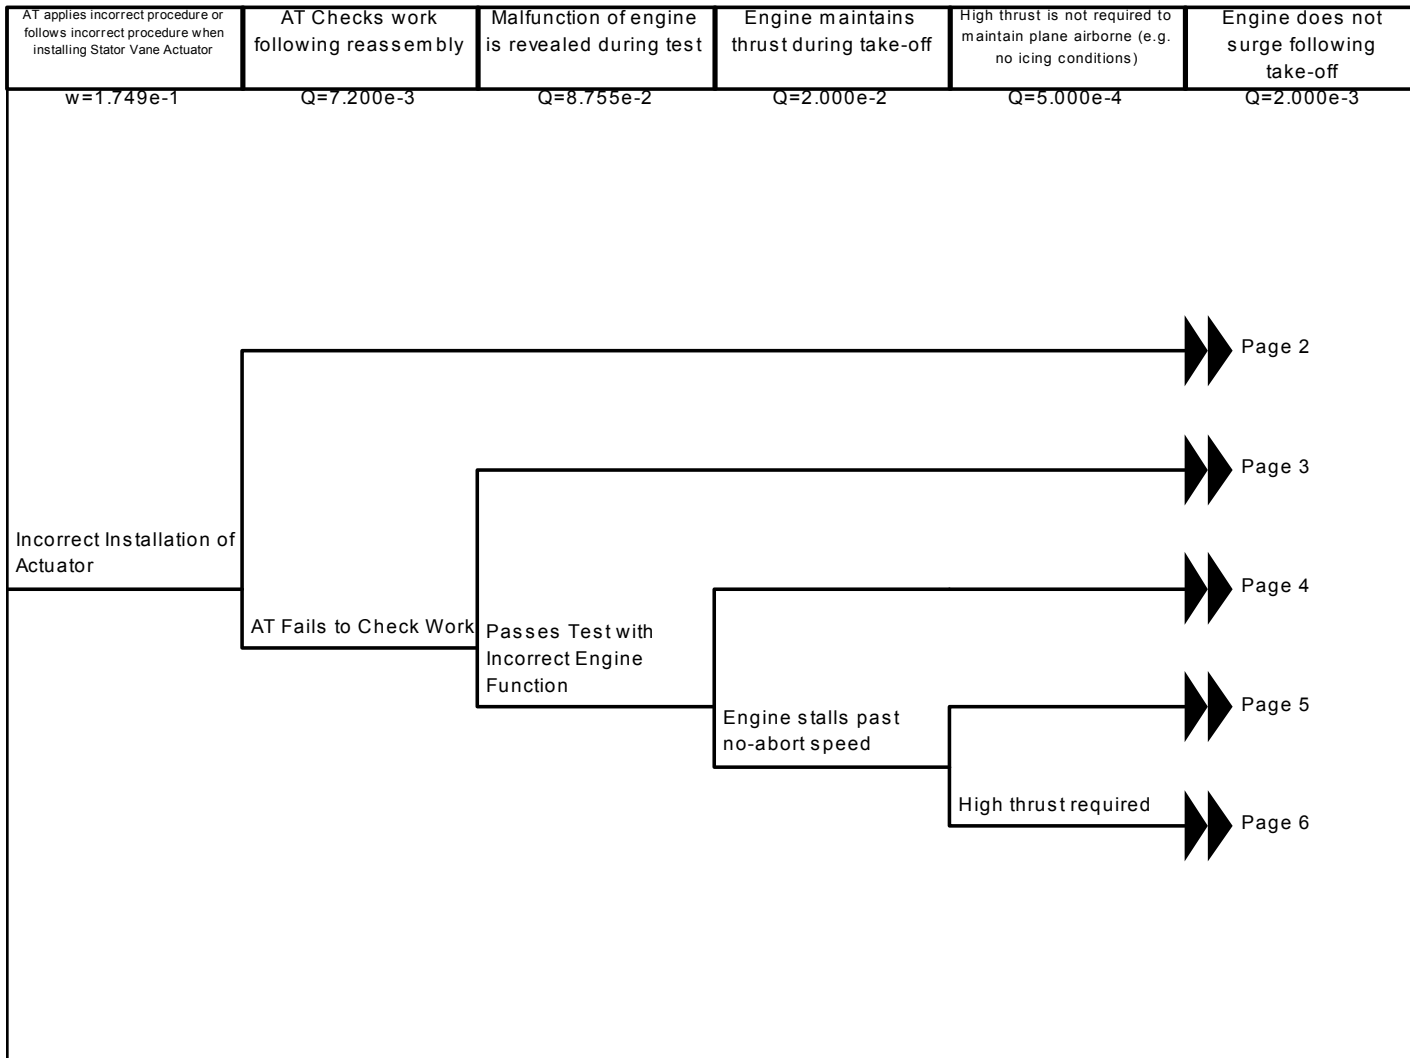 AT applies incorrect procedure or
follows incorrect procedure when
installing Stator Vane Actuator
AT Checks work
following reassembly
Malfunction of engine
is revealed during test
Engine maintains
thrust during take-off
High thrust is not required to
maintain plane airborne (e.g.
no icing conditions)
Engine does not
surge following
take-off
w=1.749e-1
Q=7.200e-3
Q=8.755e-2
Q=2.000e-2
Q=5.000e-4
Q=2.000e-3
Page 2
Page 3
Incorrect Installation of
Actuator
Page 4
AT Fails to Check Work
Passes Test with
Incorrect Engine
Function
Page 5
Engine stalls past
no-abort speed
High thrust required
Page 6